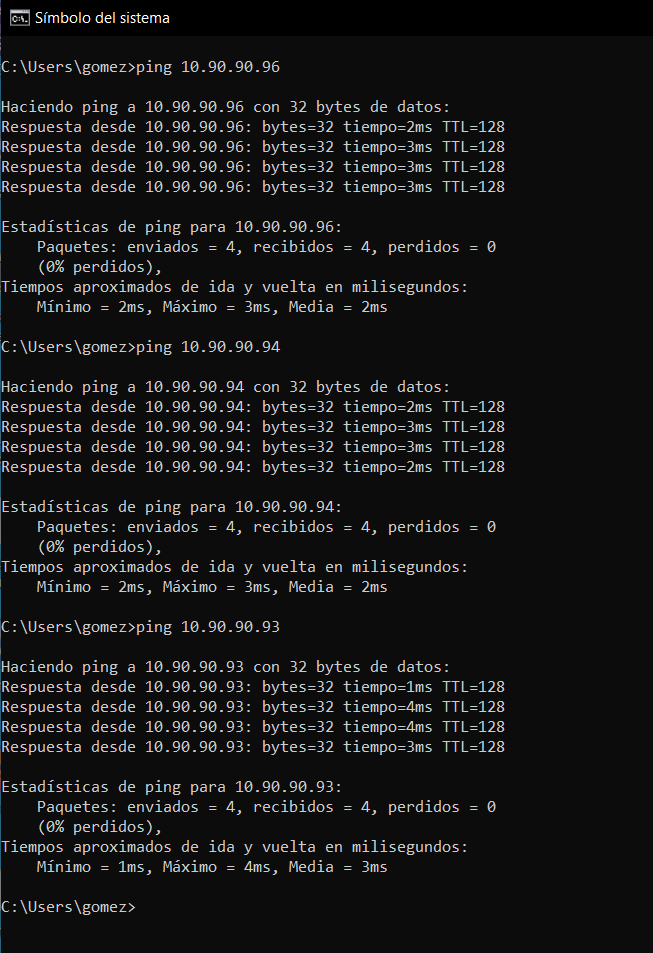 Símbolo del sistema
C:\Users\gomez>ping 10.90.90.96
Haciendo ping a 10.90.90.96 con 32 bytes de datos:
Respuesta desde 10.90.90.96: bytes=32 tiempo=2ms TTL=128
Respuesta desde 10.90.90.96: bytes=32 tiempo=3ms TTL=128
Respuesta desde 10.90.90.96: bytes=32 tiempo=3ms TTL=128
Respuesta desde 10.90.90.96: bytes=32 tiempo=3ms TTL=128
Estadísticas de ping para 10.90.90.96:
Paquetes: enviados = 4, recibidos = 4, perdidos = 0
(0% perdidos),
Tiempos aproximados de ida y vuelta en milisegundos:
Mínimo = 2ms, Máximo = 3ms, Media = 2ms
C:\Users\gomez>ping 10.90.90.94
Haciendo ping a 10.90.90.94 con 32 bytes de datos:
Respuesta desde 10.90.90.94: bytes=32 tiempo=2ms TTL=128
Respuesta desde 10.90.90.94: bytes=32 tiempo=3ms TTL=128
Respuesta desde 10.90.90.94: bytes=32 tiempo=3ms TTL=128
Respuesta desde 10.90.90.94: bytes=32 tiempo=2ms TTL=128
Estadísticas de ping para 10.90.90.94:
Paquetes: enviados = 4, recibidos = 4, perdidos = 0
(0% perdidos),
Tiempos aproximados de ida y vuelta en milisegundos:
Mínimo = 2ms, Máximo = 3ms, Media = 2ms
C:\Users\gomez>ping 10.90.90.93
Haciendo ping a 10.90.90.93 con 32 bytes de datos:
Respuesta desde 10.90.90.93: bytes=32 tiempo=1ms TTL=128
Respuesta desde 10.90.90.93: bytes=32 tiempo=4ms TTL=128
Respuesta desde 10.90.90.93: bytes=32 tiempo=4ms TTL=128
Respuesta desde 10.90.90.93: bytes=32 tiempo=3ms TTL=128
Estadísticas de ping para 10.90.90.93:
Paquetes: enviados = 4, recibidos = 4, perdidos = 0
(0% perdidos),
Tiempos aproximados de ida y vuelta en milisegundos:
Mínimo = 1ms, Máximo = 4ms, Media = 3ms
C:\Users\gomez>